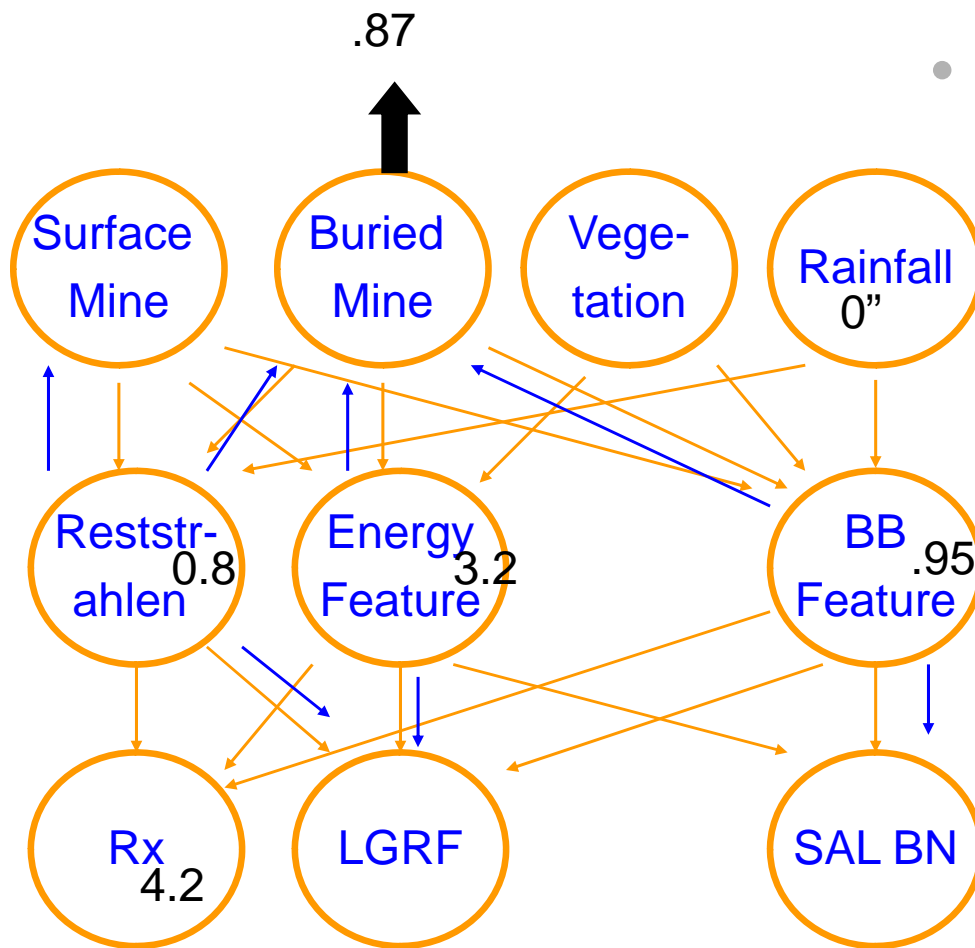 .87
Surface
Mine
Buried
Mine
Vege-
tation
Rainfall
0”
Reststr-
ahlen
0.8
Energy
Feature
3.2
BB
Feature
.95
Rx
4.2
LGRF
SAL BN